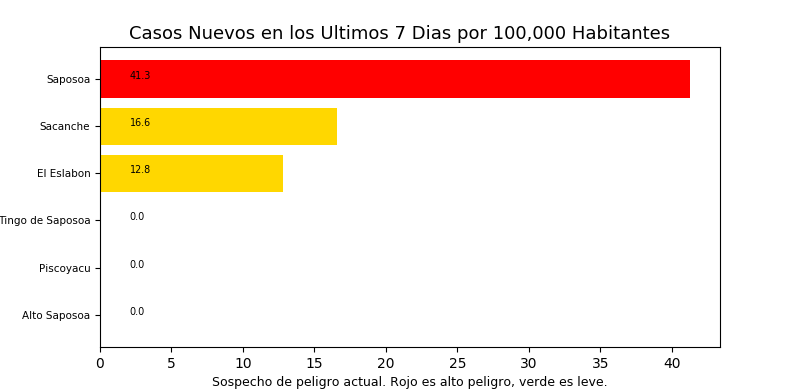 Casos Nuevos en los Ultimos 7 Dias por 100,000 Habitantes
Saposoa 41.3
Sacanche 16.6
El Eslabon 12.8
Tingo de Saposoa 0.0
Piscoyacu 0.0
Alto Saposoa 0.0
0 5 10 15 20 25 30 35 40
Sospecho de peligro actual. Rojo es alto peligro, verde es leve.